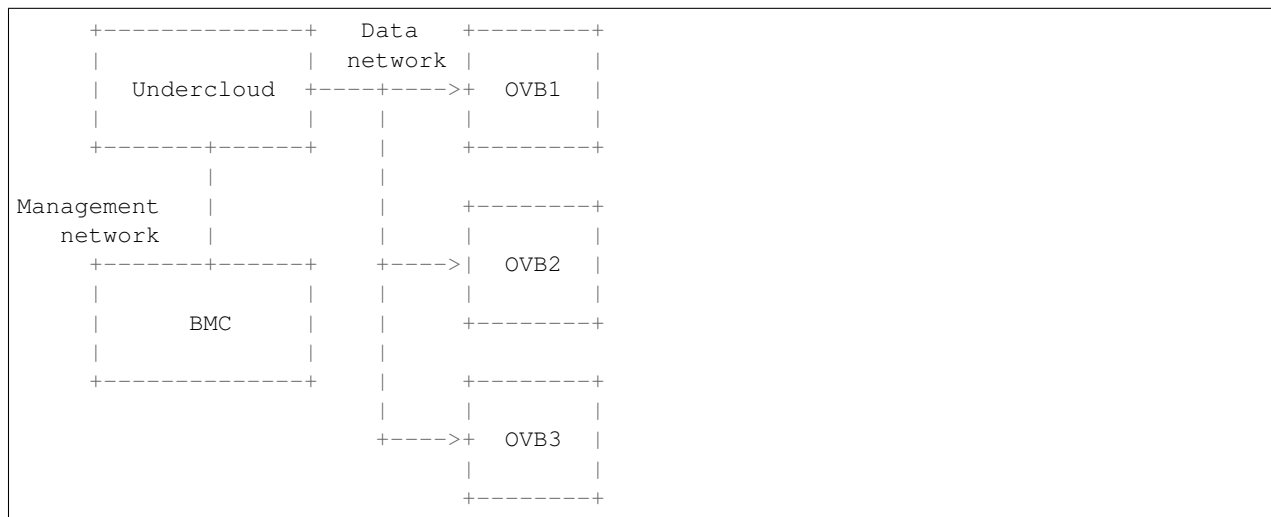 +--------------+   Data   +--------+
|              |  network |        |
|  Undercloud  +----+---->+  OVB1  |
|              |    |     |        |
+-------+------+    |     +--------+
        |           |
Management   |           |     +--------+
network   |           |     |        |
+-------+------+    +---->|  OVB2  |
|              |    |     |        |
|     BMC      |    |     +--------+
|              |    |
+--------------+    |     +--------+
                    |     |        |
                    +---->+  OVB3  |
                          |        |
                          +--------+